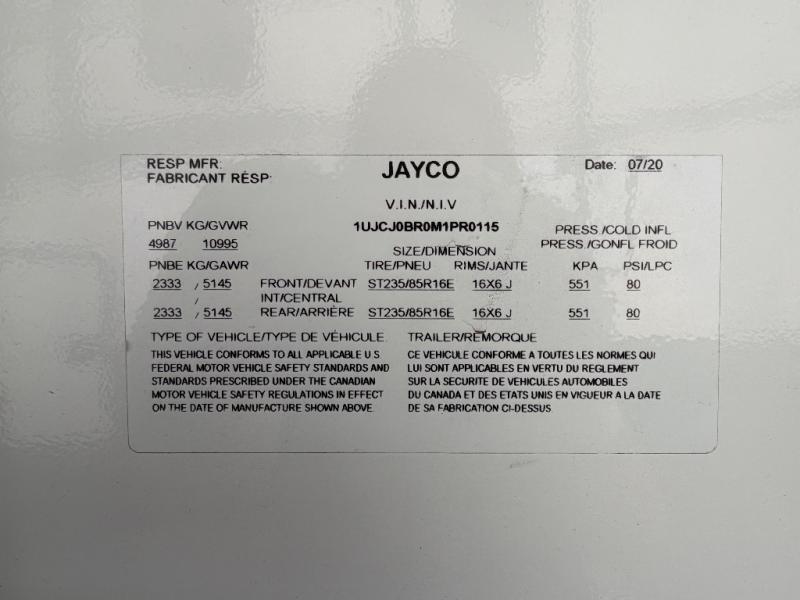 RESP MFR:
FABRICANT RÉSP:
JAYCO
Date: 07/20
V.I.N./N.I.V
PNBV KG/GVWR 1UJCJ0BR0M1PR0115 PRESS./COLD INFL
4987 10995 SIZE/DIMENSION PRESS./GONFL FROID
PNBE KG/GAWR TIRE/PNEU RIMS/JANTE KPA PSI/LPC
2333 / 5145 FRONT/DEVANT ST235/85R16E 16X6 J 551 80
/ INT/CENTRAL
2333 / 5145 REAR/ARRIÈRE ST235/85R16E 16X6 J 551 80
TYPE OF VEHICLE/TYPE DE VÉHICULE: TRAILER/REMORQUE
THIS VEHICLE CONFORMS TO ALL APPLICABLE U.S.
FEDERAL MOTOR VEHICLE SAFETY STANDARDS AND
STANDARDS PRESCRIBED UNDER THE CANADIAN
MOTOR VEHICLE SAFETY REGULATIONS IN EFFECT
ON THE DATE OF MANUFACTURE SHOWN ABOVE.
CE VEHICULE CONFORME A TOUTES LES NORMES QUI
LUI SONT APPLICABLES EN VERTU DU REGLEMENT
SUR LA SECURITE DE VEHICULES AUTOMOBILES
DU CANADA ET DES ETATS UNIS EN VIGUEUR A LA DATE
DE SA FABRICATION CI-DESSUS.